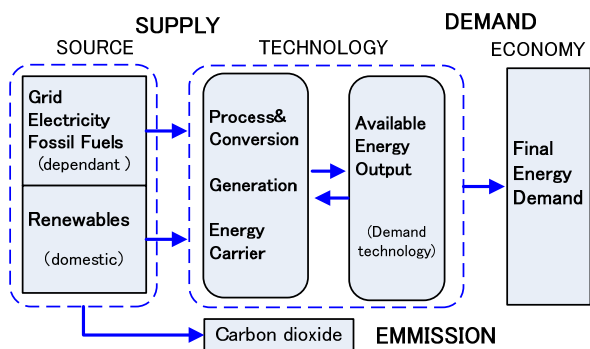 SUPPLY
DEMAND
SOURCE
TECHNOLOGY
ECONOMY
Grid
Electricity
Fossil Fuels
(dependant )
Renewables
(domestic)
Process&
Conversion
Generation
Energy
Carrier
Available
Energy
Output
(Demand
technology)
Final
Energy
Demand
Carbon dioxide
EMMISSION